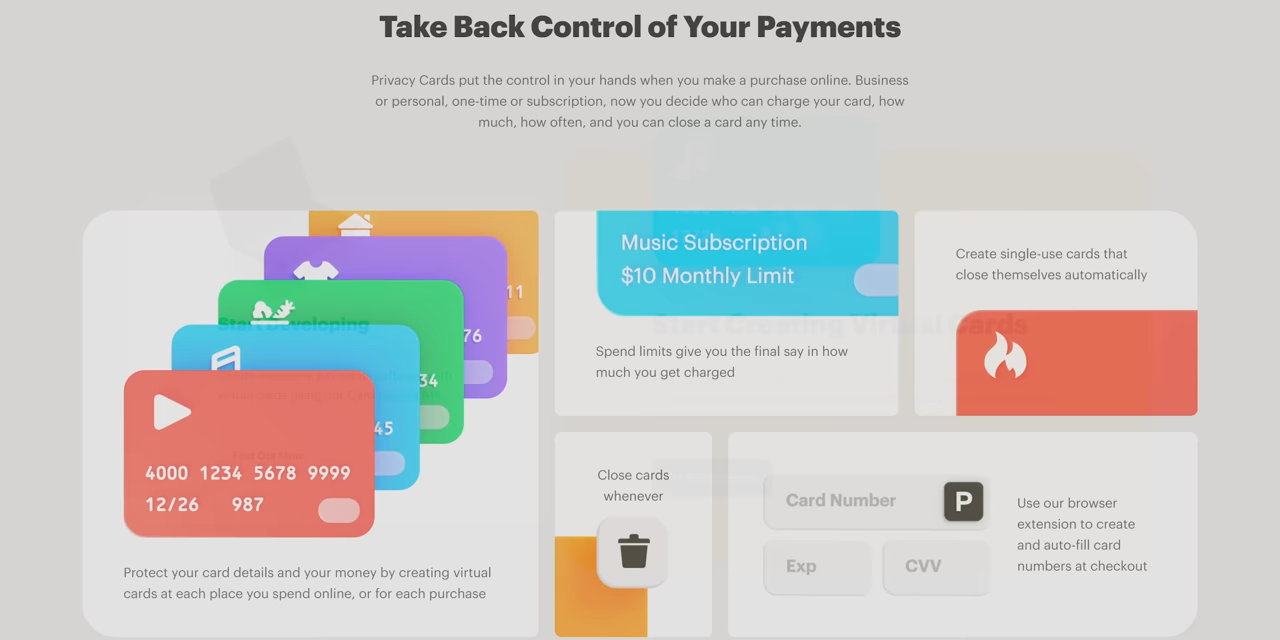 Take Back Control of Your Payments
Privacy Cards put the control in your hands when you make a purchase online. Business
or personal, one-time or subscription, now you decide who can charge your card, how
much, how often, and you can close a card any time.
11
76
34
45
4000 1234 5678 9999
12/26 987
Start Developing
Protect your card details and your money by creating virtual
cards at each place you spend online, or for each purchase
Music Subscription
$10 Monthly Limit
Start Creating Virtual Cards
Spend limits give you the final say in how
much you get charged
Create single-use cards that
close themselves automatically
Close cards
whenever
Card Number
P
Exp
CVV
Use our browser
extension to create
and auto-fill card
numbers at checkout